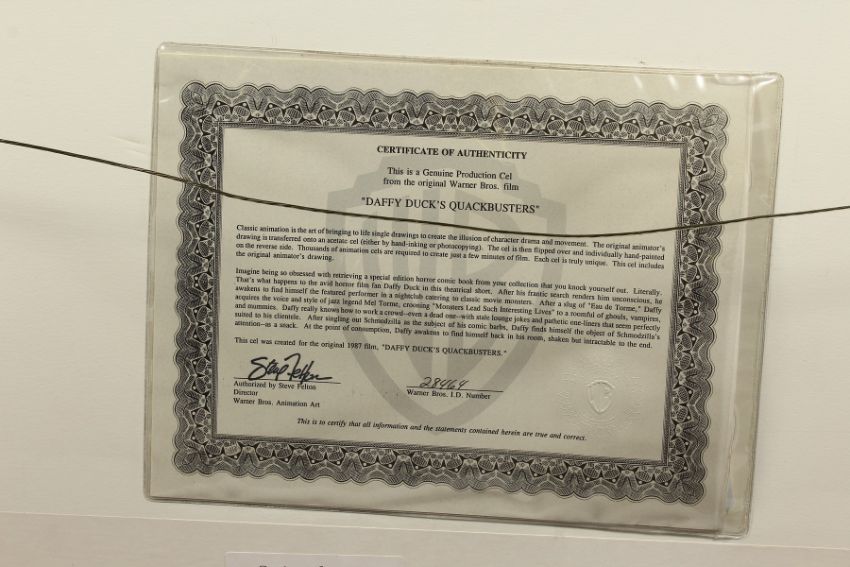 CERTIFICATE OF AUTHENTICITY
This is a Genuine Production Cel
from the original Warner Bros. film
"DAFFY DUCK'S QUACKBUSTERS"
Classic animation is the art of bringing to life single drawings to create the illusion of character drama and movement. The original animator's
drawing is transferred onto an acetate cel (either by hand-inking or photocopying). The cel is then flipped over and individually hand-painted
on the reverse side. Thousands of animation cels are required to create just a few minutes of film. Each cel is truly unique. This cel includes
the original animator's drawing.
Imagine being so obsessed with retrieving a special edition horror comic book from your collection that you knock yourself out. Literally.
That's what happens to the avid horror film fan Daffy Duck in this theatrical short. After his frantic search renders him unconscious, he
awakens to find himself the featured performer in a nightclub catering to classic movie monsters. After a slug of "Eau de Torme," Daffy
acquires the voice and style of jazz legend Mel Torme, crooning "Monsters Lead Such Interesting Lives" to a roomful of ghouls, vampires,
and mummies. Daffy really knows how to work a crowd–even a dead one–with stale lounge jokes and pathetic one-liners that seem perfectly
suited to his clientele. After singling out Schmodzilla as the subject of his comic barbs, Daffy finds himself the object of Schmodzilla's
attention–as a snack. At the point of consumption, Daffy awakens to find himself back in his room, shaken but intractable to the end.
This cel was created for the original 1987 film, "DAFFY DUCK'S QUACKBUSTERS."
Steve Felton
28464
Authorized by Steve Felton
Warner Bros. I.D. Number
Director
Warner Bros. Animation Art
This is to certify that all information and the statements contained herein are true and correct.